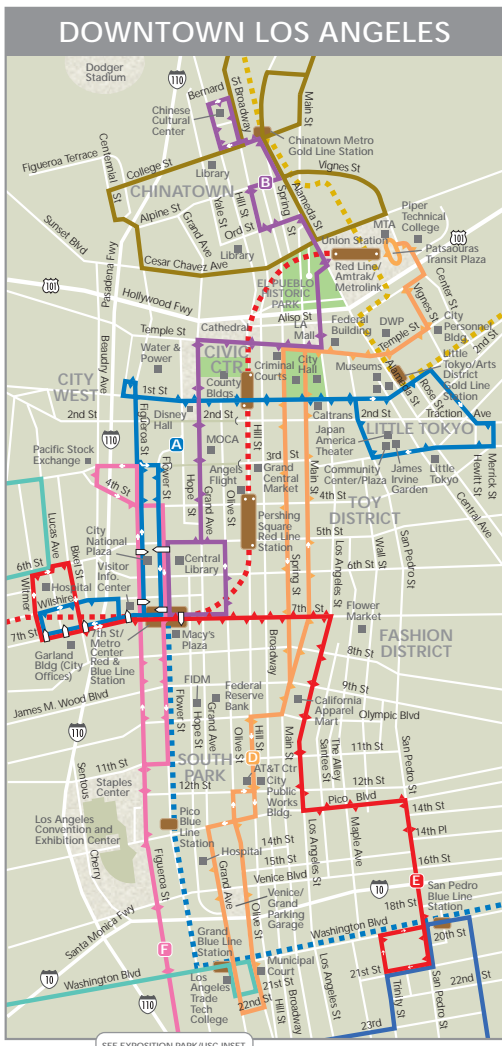 DOWNTOWN LOS ANGELES
Dodger
Stadium
110
Bernard St
Broadway
Main St
Chinese
Cultural
Center
Chinatown Metro
Gold Line Station
Figueroa Terrace
Centennial St
College St
Library
Vignes St
CHINATOWN
B
Hill St
Spring St
Alameda St
Yale St
Alpine St
Grand Ave
Ord St
Library
Sunset Blvd
Pasadena Fwy
Cesar Chavez Ave
MTA
Piper
Technical
College
Union Station
101
Patsaouras
Transit Plaza
Red Line/
Amtrak/
Metrolink
Center St
Vignes St
101
Hollywood Fwy
EL PUEBLO
HISTORIC
PARK
Aliso St
Temple St
Cathedral
LA
Mall
Federal
Building
DWP
Temple St
City
Personnel
Bldg.
2nd St
Beaudry Ave
Water &
Power
CIVIC
CTR
Criminal
Courts
City
Hall
Museums
Alameda St
Rose St
Little
Tokyo/Arts
District
Gold Line
Station
CITY
WEST
County
Bldgs
1st St
2nd St
Figueroa St
Disney
Hall
2nd St
Caltrans
2nd St
Traction Ave
LITTLE TOKYO
110
A
Pacific Stock
Exchange
Flower St
MOCA
Hill St
Japan
America
Theater
Angels
Flight
3rd St
Grand
Central
Market
Main St
Community
Center/Plaza
James
Irvine
Garden
Little
Tokyo
Hewitt St
Merrick St
4th St
Hope St
Grand Ave
Olive St
4th St
TOY
DISTRICT
Central Ave
Lucas Ave
Bixel St
City
National
Plaza
Pershing
Square
Red Line
Station
5th St
6th St
Los Angeles St
Wall St
San Pedro St
6th St
Witmer
Hospital
Wilshire
Visitor
Info.
Center
Central
Library
Spring St
7th St
7th St
Garland
Bldg (City
Offices)
7th St/
Metro
Center
Red &
Blue Line
Station
Macy's
Plaza
Broadway
Flower
Market
FASHION
DISTRICT
8th St
James M. Wood Blvd
FIDM
Flower St
Hope St
Grand Ave
Federal
Reserve
Bank
9th St
California
Apparel
Mart
Olympic Blvd
110
Olive St
Hill St
Main St
Santee St
The Alley
11th St
San Pedro St
11th St
SOUTH
PARK
D
AT&T Ctr
12th St
12th St
Staples
Center
City
Public
Works
Bldg.
Pico Blvd
14th St
Los Angeles
Convention and
Exhibition Center
Cherry
Pico
Blue
Line
Station
14th St
14th Pl
Hospital
15th St
Los Angeles St
Maple Ave
16th St
Venice Blvd
Figueroa St
Grand Ave
Venice/
Grand
Parking
Garage
Olive St
10
E
18th St
San Pedro
Blue Line
Station
Santa Monica Fwy
F
Grand
Blue Line
Station
Washington Blvd
20th St
10
Washington Blvd
Municipal
Court
21st St
22nd St
21st St
22nd St
Los
Angeles
Trade
Tech
College
Hill St
Broadway
Los Angeles St
Trinity St
San Pedro St
110
23rd
SEE EXPOSITION PARK/USC INSET